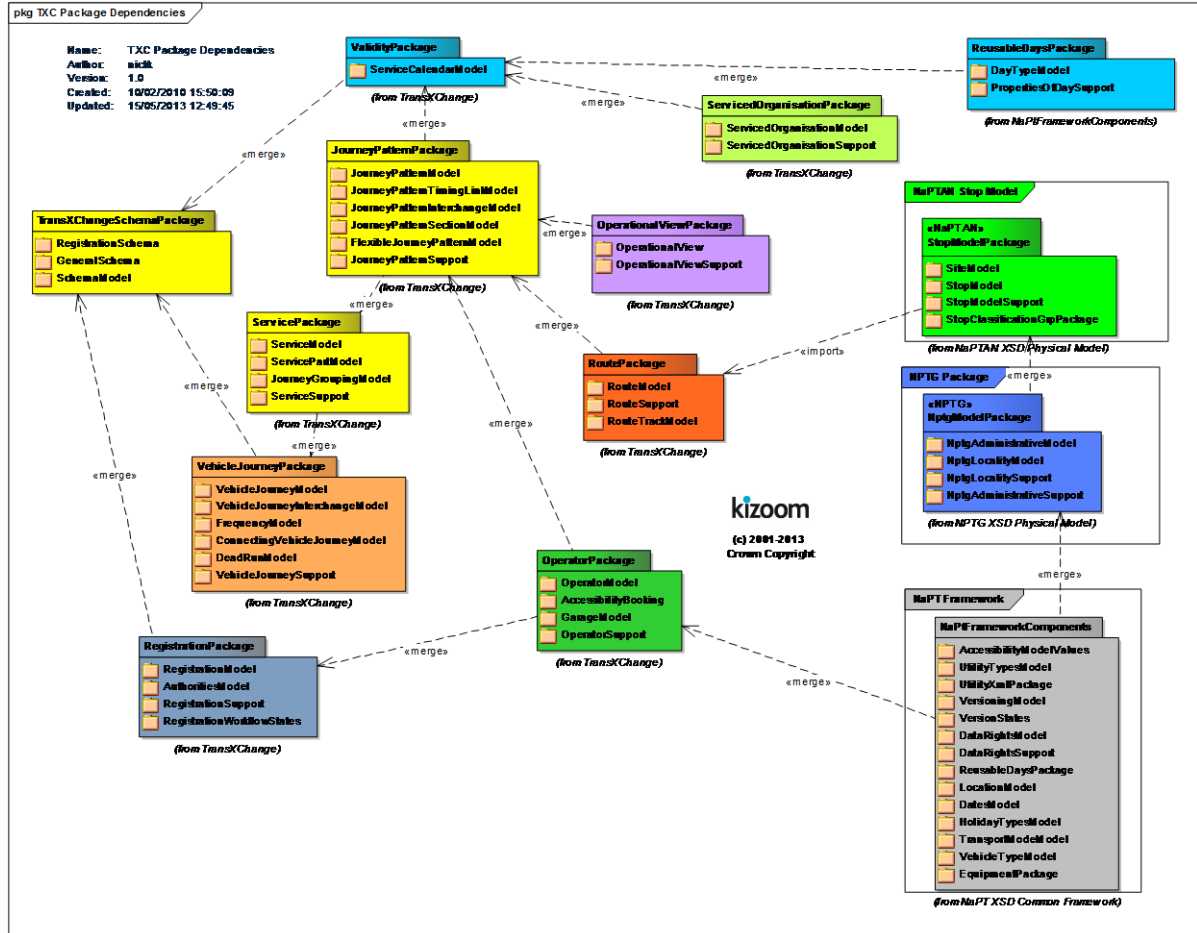 pkg TXC Package Dependencies
Name: TXC Package Dependencies
Author: nickk
Version: 1.0
Created: 10/02/2010 15:50:09
Updated: 15/05/2013 12:49:45
ValidityPackage
ServiceCalendarModel
(from TransXChange)
ReusableDaysPackage
DayTypeModel
PropertiesOfDaySupport
(from NaPtFrameworkComponents)
«merge»
«merge»
ServicedOrganisationPackage
ServicedOrganisationModel
ServicedOrganisationSupport
(from TransXChange)
«merge»
«merge»
JourneyPatternPackage
JourneyPatternModel
JourneyPatternTimingLinkModel
JourneyPatternInterchangeModel
JourneyPatternSectionModel
FlexibleJourneyPatternModel
JourneyPatternSupport
(from TransXChange)
TransXChangeSchemaPackage
RegistrationSchema
GeneralSchema
SchemaModel
«merge»
OperationalViewPackage
OperationalView
OperationalViewSupport
(from TransXChange)
NaPTAN Stop Model
«NaPTAN»
StopModelPackage
SiteModel
StopModel
StopModelSupport
StopClassificationGrpPackage
(from NaPTAN XSD Physical Model)
«merge»
«merge»
«import»
ServicePackage
ServiceModel
ServicePartModel
JourneyGroupingModel
ServiceSupport
(from TransXChange)
RoutePackage
RouteModel
RouteSupport
RouteTrackModel
(from TransXChange)
NPTG Package
«merge»
«NPTG»
NptgModelPackage
NptgAdministrativeModel
NptgLocalityModel
NptgLocalitySupport
NptgAdministrativeSupport
(from NPTG XSD Physical Model)
«merge»
«merge»
«merge»
«merge»
VehicleJourneyPackage
VehicleJourneyModel
VehicleJourneyInterchangeModel
FrequencyModel
ConnectingVehicleJourneyModel
DeadRunModel
VehicleJourneySupport
(from TransXChange)
kizoom
(c) 2001-2013
Crown Copyright
«merge»
OperatorPackage
OperatorModel
AccessibilityBooking
GarageModel
OperatorSupport
(from TransXChange)
«merge»
«merge»
RegistrationPackage
RegistrationModel
AuthoritiesModel
RegistrationSupport
RegistrationWorkflowStates
(from TransXChange)
NaPT Framework
NaPtFrameworkComponents
AccessibilityModelValues
UtilityTypesModel
UtilityXmlPackage
VersioningModel
VersionStates
DataRightsModel
DataRightsSupport
ReusableDaysPackage
LocationModel
DatesModel
HolidayTypesModel
TransportModeModel
VehicleTypeModel
EquipmentPackage
(from NaPT XSD Common Framework)